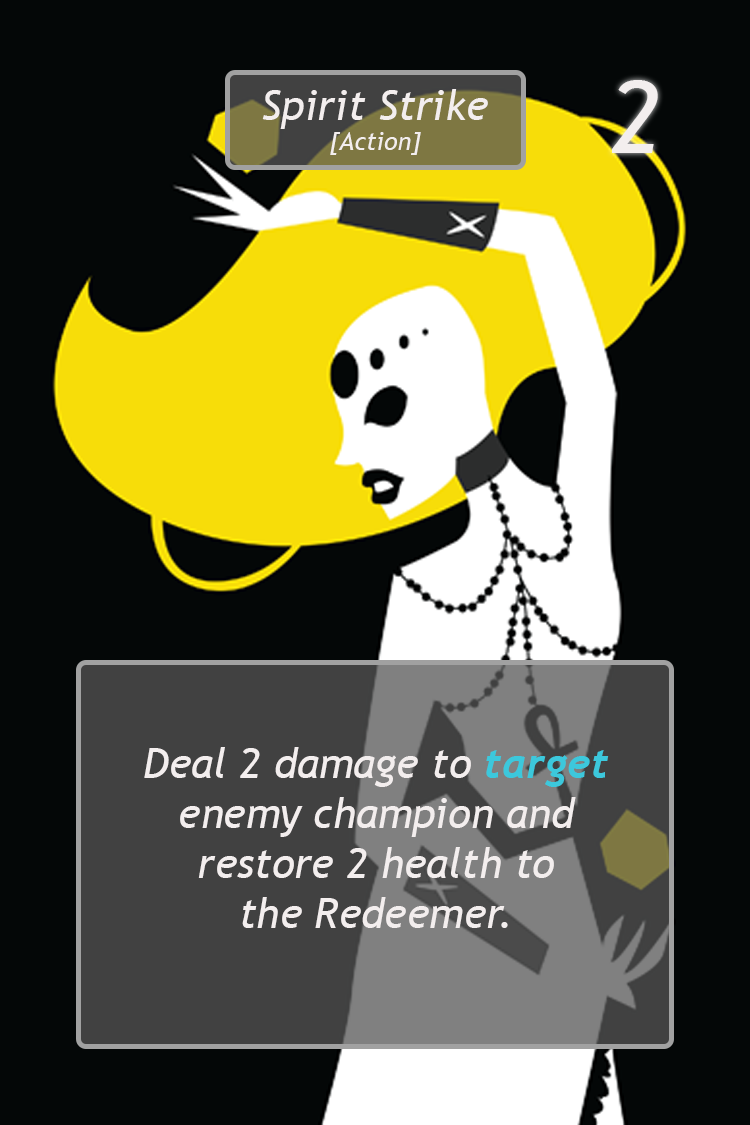 Spirit Strike
[Action]
2
Deal 2 damage to target
enemy champion and
restore 2 health to
the Redeemer.